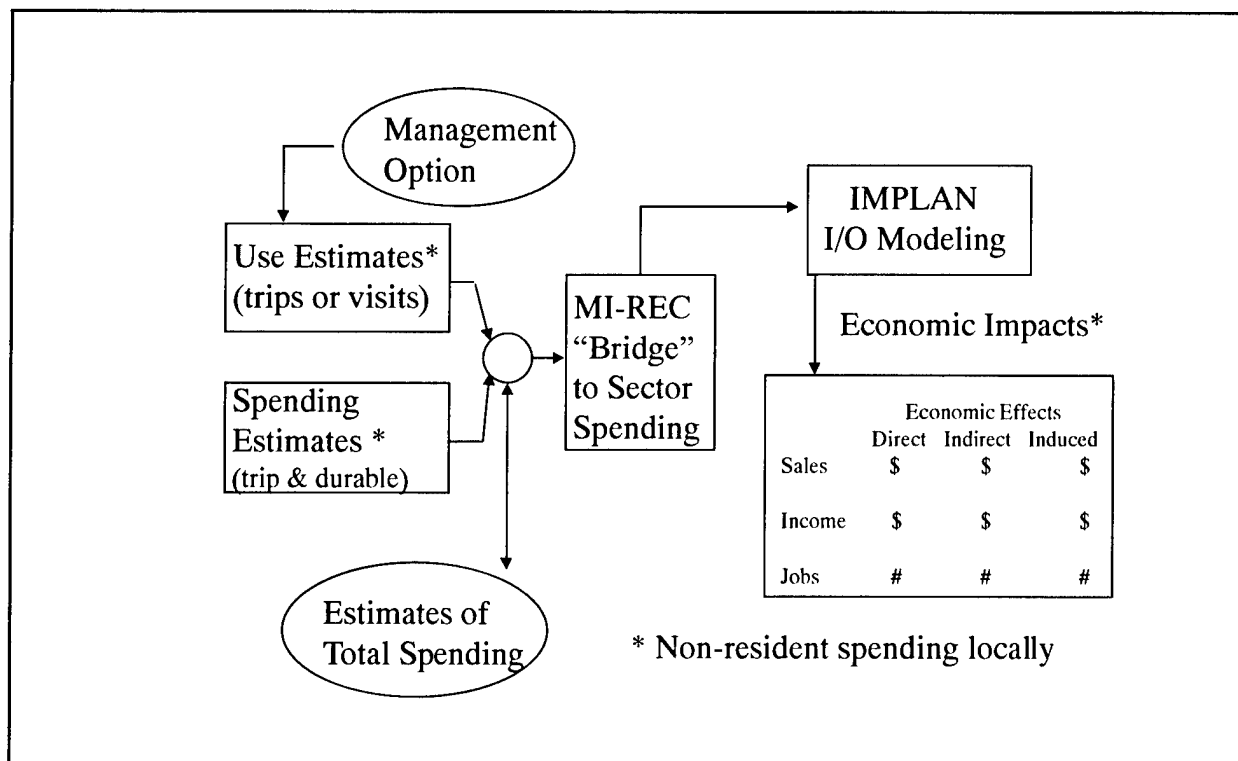 Management
Option
Use Estimates*
(trips or visits)
Spending
Estimates *
(trip & durable)
Estimates of
Total Spending
MI-REC
“Bridge”
to Sector
Spending
IMPLAN
I/O Modeling
Economic Impacts*
Economic Effects
Direct Indirect Induced
Sales $ $ $
Income $ $ $
Jobs # # #
* Non-resident spending locally